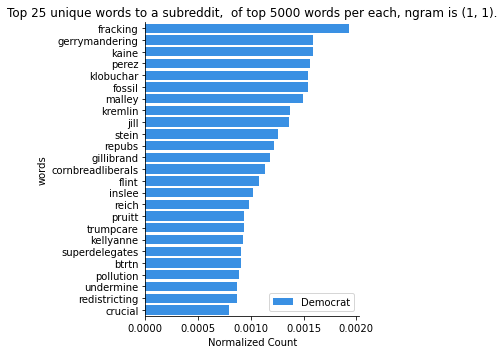 Top 25 unique words to a subreddit,  of top 5000 words per each, ngram is (1, 1).
fracking
gerrymandering
kaine
perez
klobuchar
fossil
malley
kremlin
jill
stein
repubs
gillibrand
cornbreadliberals
flint
inslee
reich
pruitt
trumpcare
kellyanne
superdelegates
btrtn
pollution
undermine
redistricting
crucial
words
Democrat
0.0000 0.0005 0.0010 0.0015 0.0020
Normalized Count